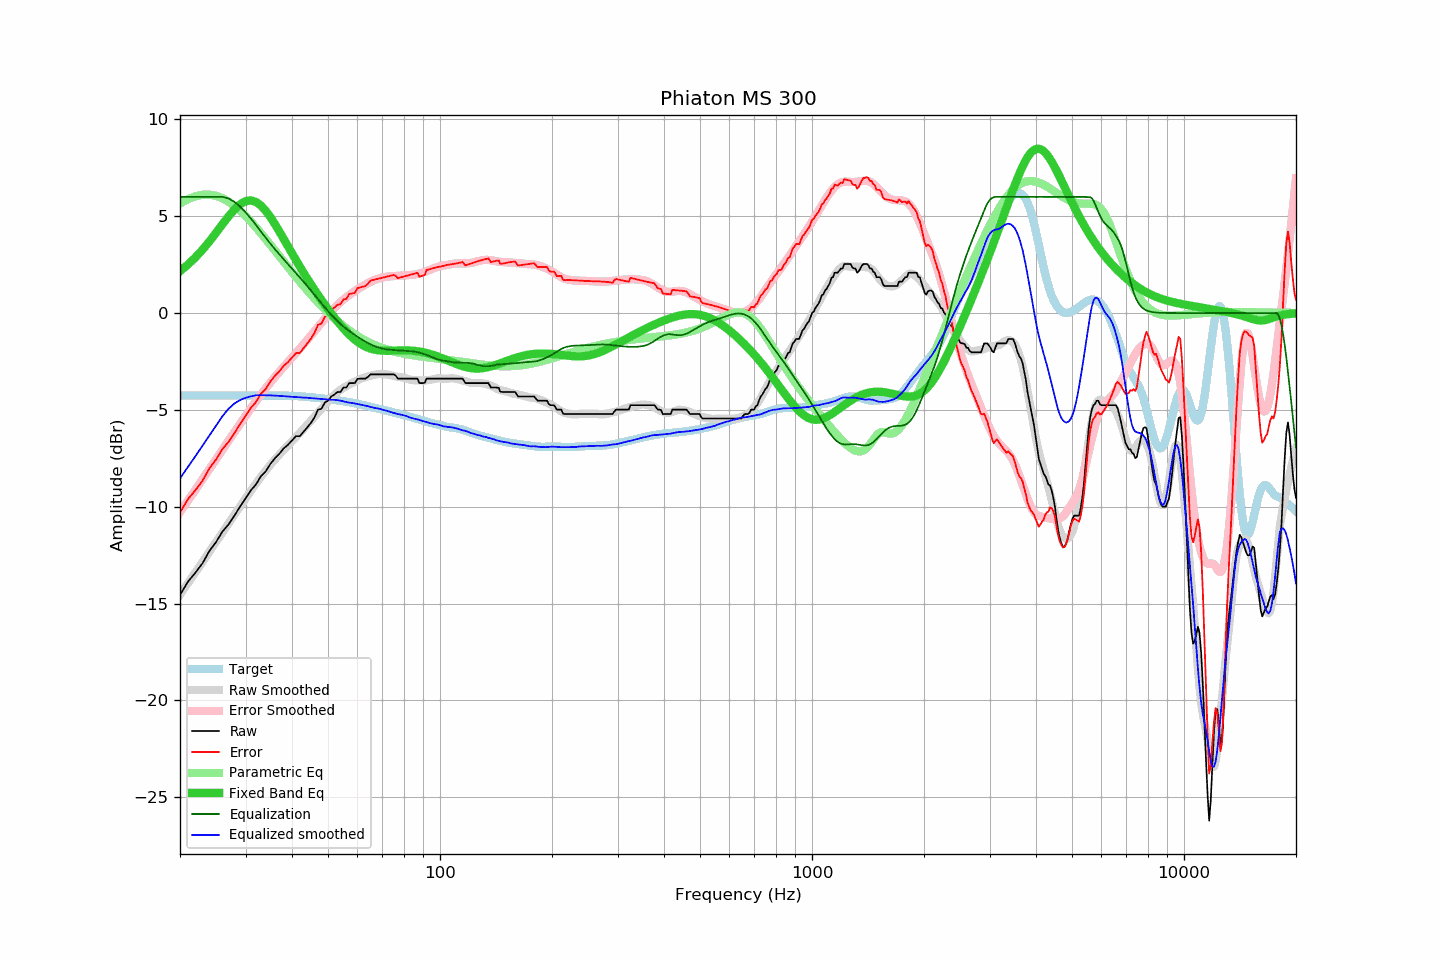 Phiaton MS 300
10
5
0
−5
−10
−15
−20
−25
Amplitude (dBr)
Target
Raw Smoothed
Error Smoothed
Raw
Error
Parametric Eq
Fixed Band Eq
Equalization
Equalized smoothed
100
1000
10000
Frequency (Hz)